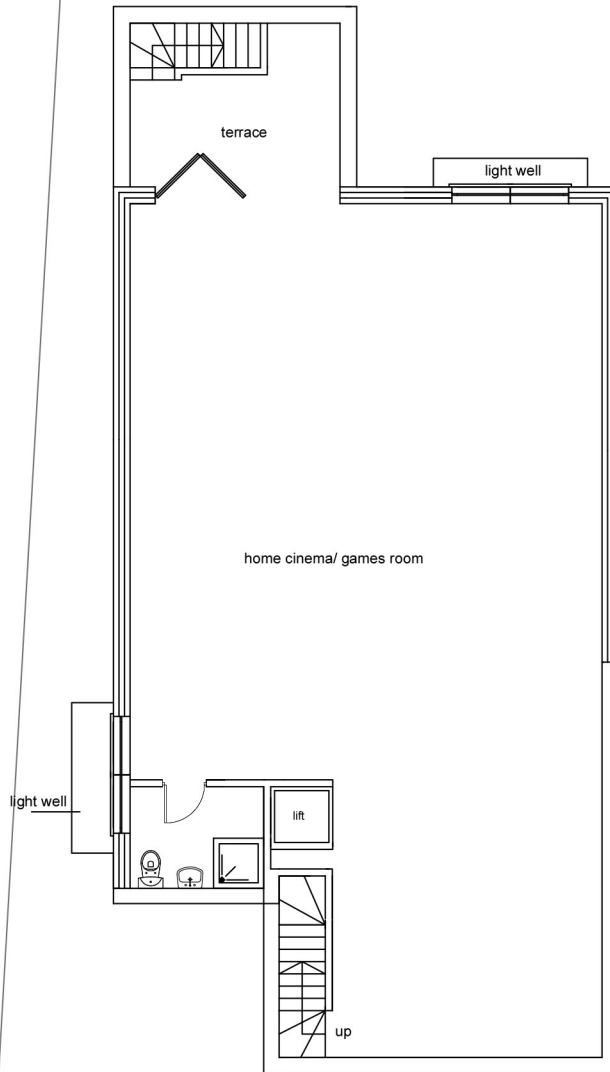 terrace
light well
home cinema/ games room
light well
lift
up